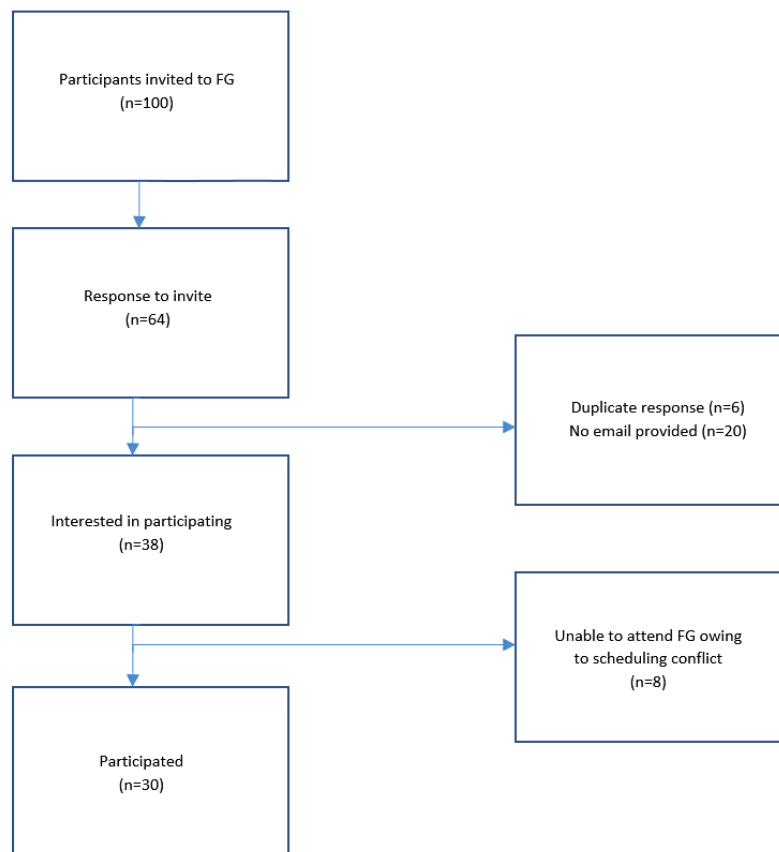 Participants invited to FG
(n=100)
Response to invite
(n=64)
Duplicate response (n=6)
No email provided (n=20)
Interested in participating
(n=38)
Unable to attend FG owing
to scheduling conflict
(n=8)
Participated
(n=30)